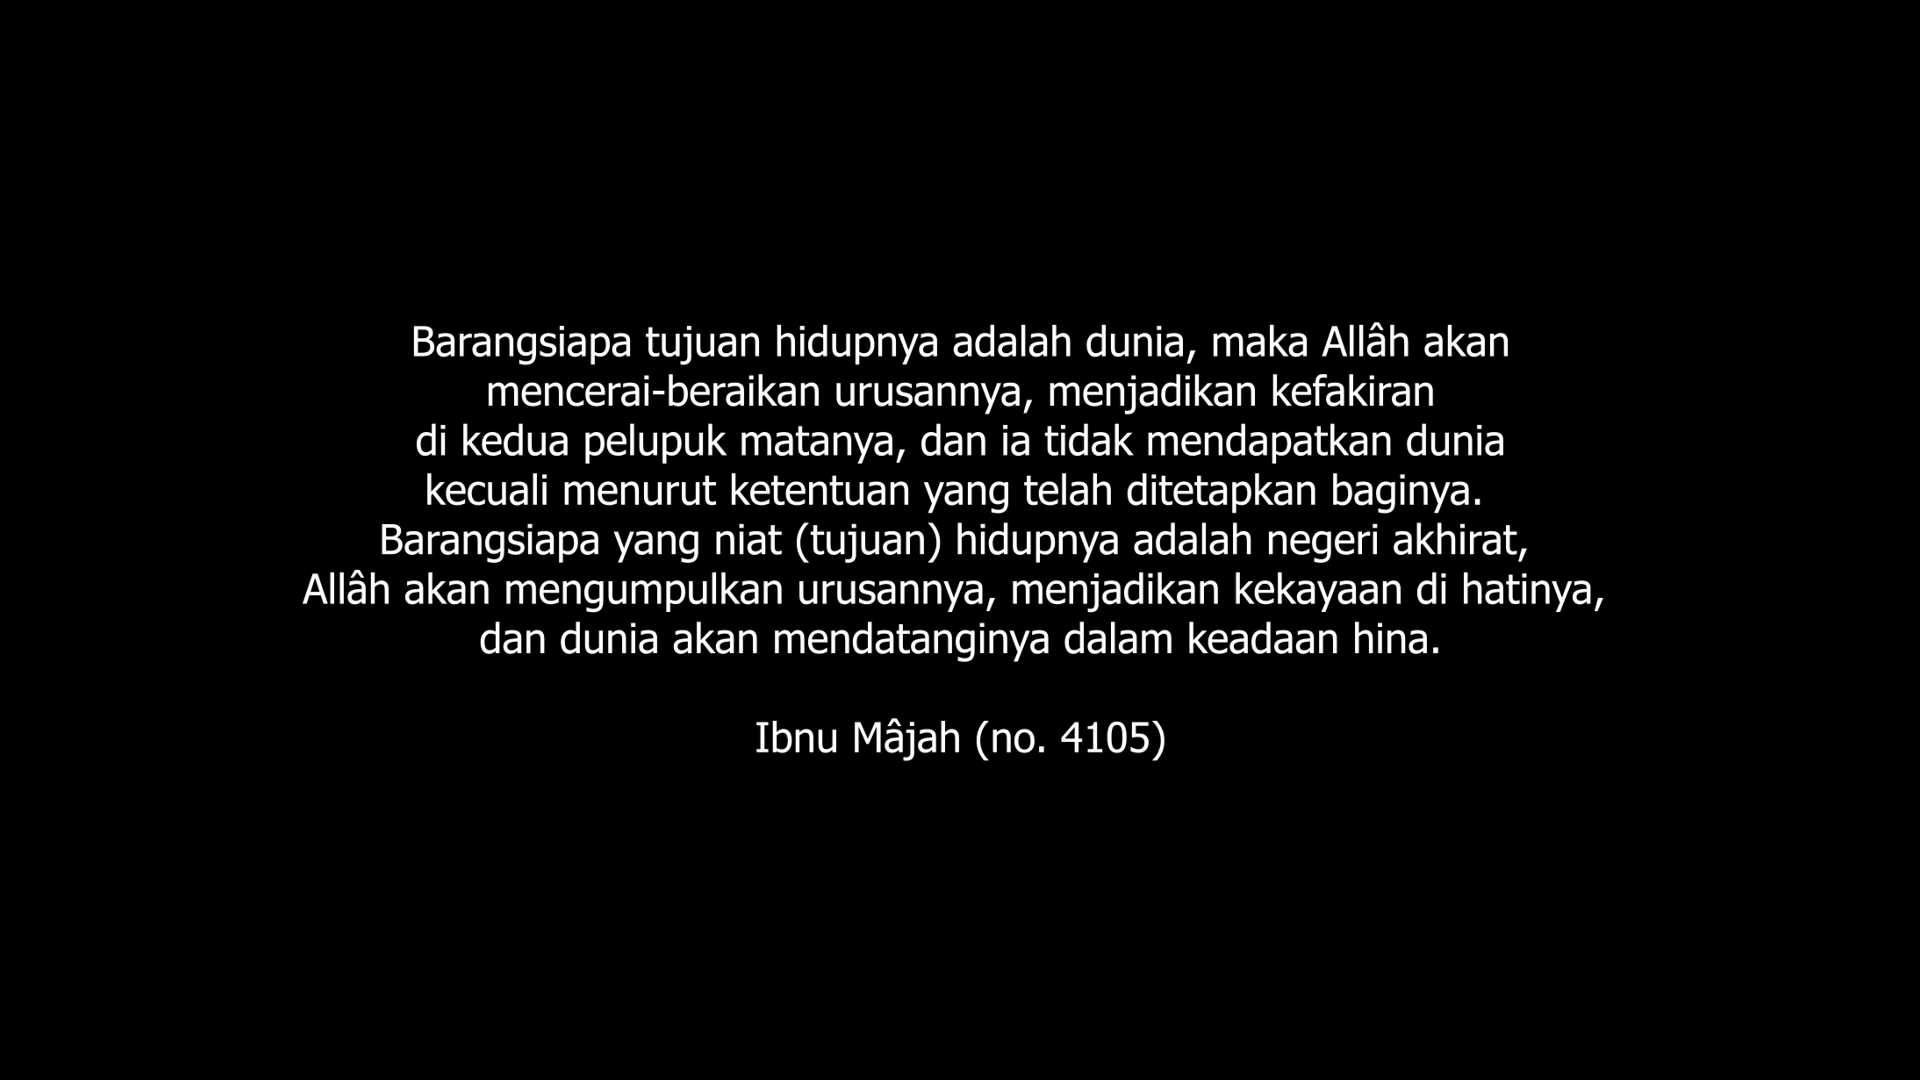 Barangsiapa tujuan hidupnya adalah dunia, maka Allâh akan
mencerai-beraikan urusannya, menjadikan kefakiran
di kedua pelupuk matanya, dan ia tidak mendapatkan dunia
kecuali menurut ketentuan yang telah ditetapkan baginya.
Barangsiapa yang niat (tujuan) hidupnya adalah negeri akhirat,
Allâh akan mengumpulkan urusannya, menjadikan kekayaan di hatinya,
dan dunia akan mendatanginya dalam keadaan hina.
Ibnu Mâjah (no. 4105)